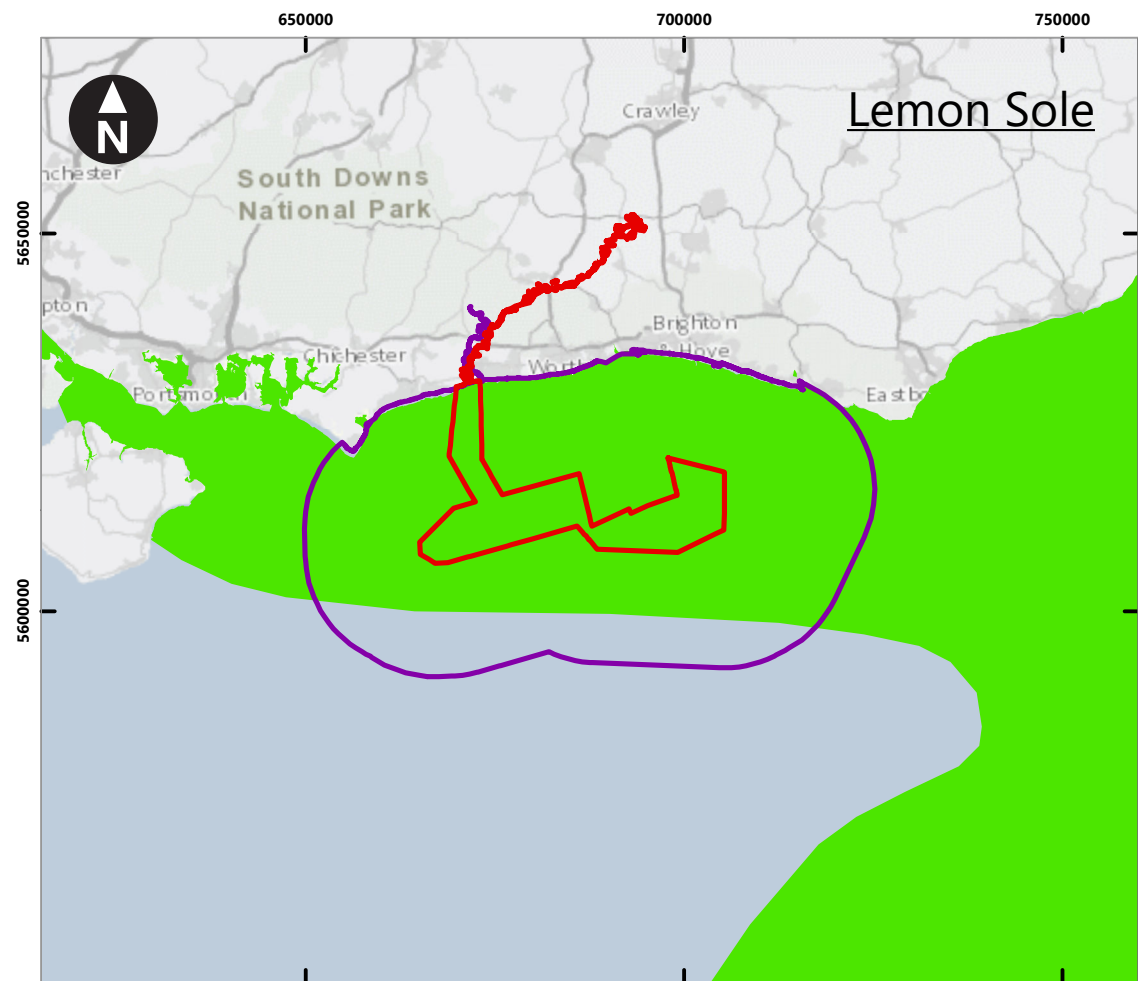 650000 700000 750000
Lemon Sole
N
Crawley
nchester
South Downs
National Park
5650000
pton
Brighton
& Hove
Chichester
Worth
Portsmouth
Eastbo
5600000